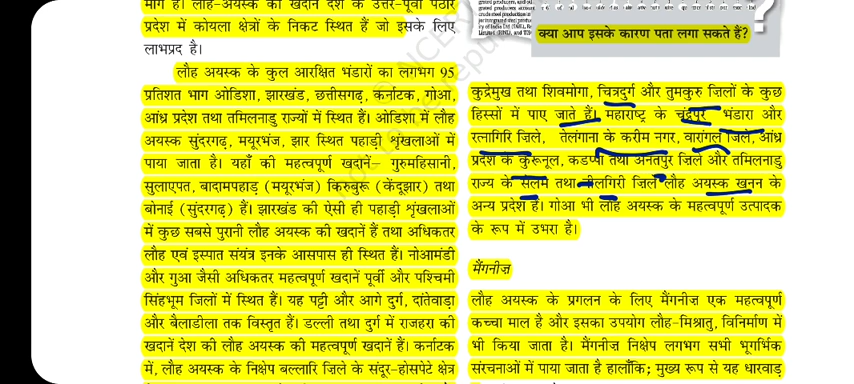 भाग है। लौह-अयस्क की खदानें देश के उत्तर-पूर्वी पठार
प्रदेश में कोयला क्षेत्रों के निकट स्थित हैं जो इसके लिए
लाभप्रद है।
लौह अयस्क के कुल आरक्षित भंडारों का लगभग 95
प्रतिशत भाग ओडिशा, झारखंड, छत्तीसगढ़, कर्नाटक, गोआ,
आंध्र प्रदेश तथा तमिलनाडु राज्यों में स्थित हैं। ओडिशा में लौह
अयस्क सुंदरगढ़, मयूरभंज, झार स्थित पहाड़ी शृंखलाओं में
पाया जाता है। यहाँ की महत्वपूर्ण खदानें- गुरुमहिसानी,
सुलाएपत, बादामपहाड़ (मयूरभंज) किरुबुरू (केंदूझार) तथा
बोनाई (सुंदरगढ़) हैं। झारखंड की ऐसी ही पहाड़ी शृंखलाओं
में कुछ सबसे पुरानी लौह अयस्क की खदानें हैं तथा अधिकतर
लौह एवं इस्पात संयंत्र इनके आसपास ही स्थित हैं। नोआमंडी
और गुआ जैसी अधिकतर महत्वपूर्ण खदानें पूर्वी और पश्चिमी
सिंहभूम जिलों में स्थित हैं। यह पट्टी और आगे दुर्ग, दांतेवाड़ा
और बैलाडीला तक विस्तृत हैं। डल्ली तथा दुर्ग में राजहरा की
खदानें देश की लौह अयस्क की महत्वपूर्ण खदानें हैं। कर्नाटक
में, लौह अयस्क के निक्षेप बल्लारि जिले के संदूर-होसपेटे क्षेत्र
क्या आप इसके कारण पता लगा सकते हैं?
कुद्रेमुख तथा शिवमोगा, चित्रदुर्ग और तुमकुरु ज़िलों के कुछ
हिस्सों में पाए जाते हैं। महाराष्ट्र के चंद्रपुर भंडारा और
रत्नागिरि ज़िले, तेलंगाना के करीम नगर, वारांगल ज़िले, आंध्र
प्रदेश के कुरूनूल, कडप्पा तथा अनंतपुर ज़िले और तमिलनाडु
राज्य के सेलम तथा नीलगिरी ज़िले लौह अयस्क खनन के
अन्य प्रदेश हैं। गोआ भी लौह अयस्क के महत्वपूर्ण उत्पादक
के रूप में उभरा है।
मैंगनीज़
लौह अयस्क के प्रगलन के लिए मैंगनीज़ एक महत्वपूर्ण
कच्चा माल है और इसका उपयोग लौह-मिश्रातु, विनिर्माण में
भी किया जाता है। मैंगनीज़ निक्षेप लगभग सभी भूगर्भिक
संरचनाओं में पाया जाता है हालाँकि; मुख्य रूप से यह धारवाड़